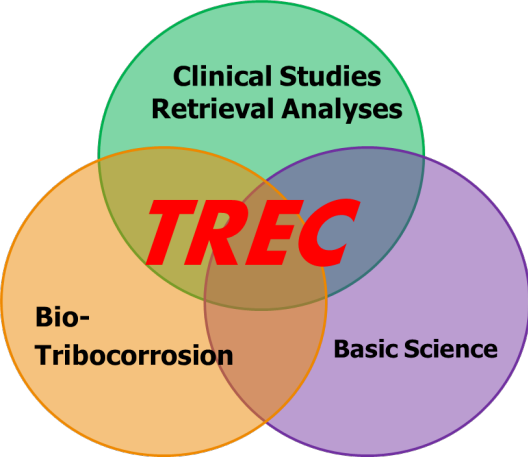 Clinical Studies
Retrieval Analyses
TREC
Bio-
Tribocorrosion
Basic Science